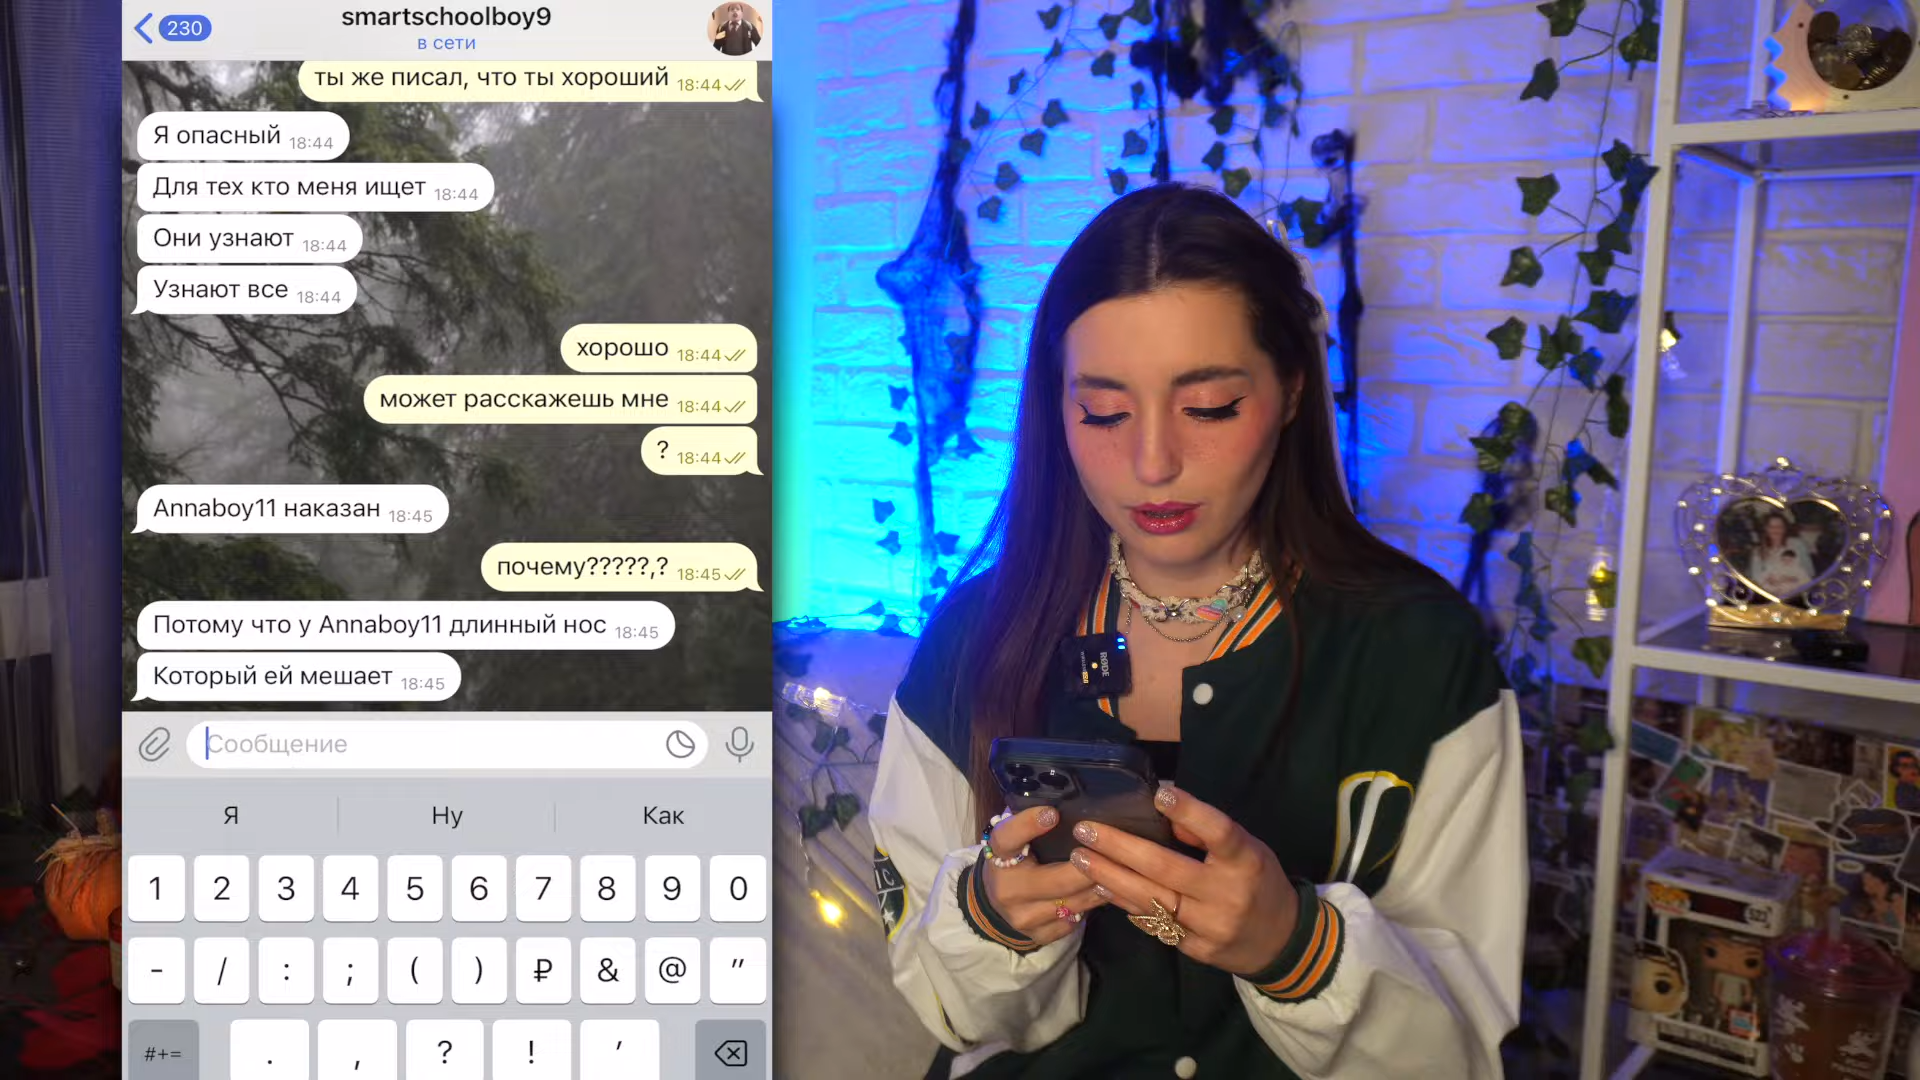 230
smartschoolboy9
в сети
ты же писал, что ты хороший 18:44
Я опасный 18:44
Для тех кто меня ищет 18:44
Они узнают 18:44
Узнают все 18:44
хорошо 18:44
может расскажешь мне 18:44
? 18:44
Annaboy11 наказан 18:45
почему?????,? 18:45
Потому что у Annaboy11 длинный нос 18:45
Который ей мешает 18:45
Сообщение
Я Ну Как
1 2 3 4 5 6 7 8 9 0
- / : ; ( ) ₽ & @ "
#+= . , ? ! ’
RØDE